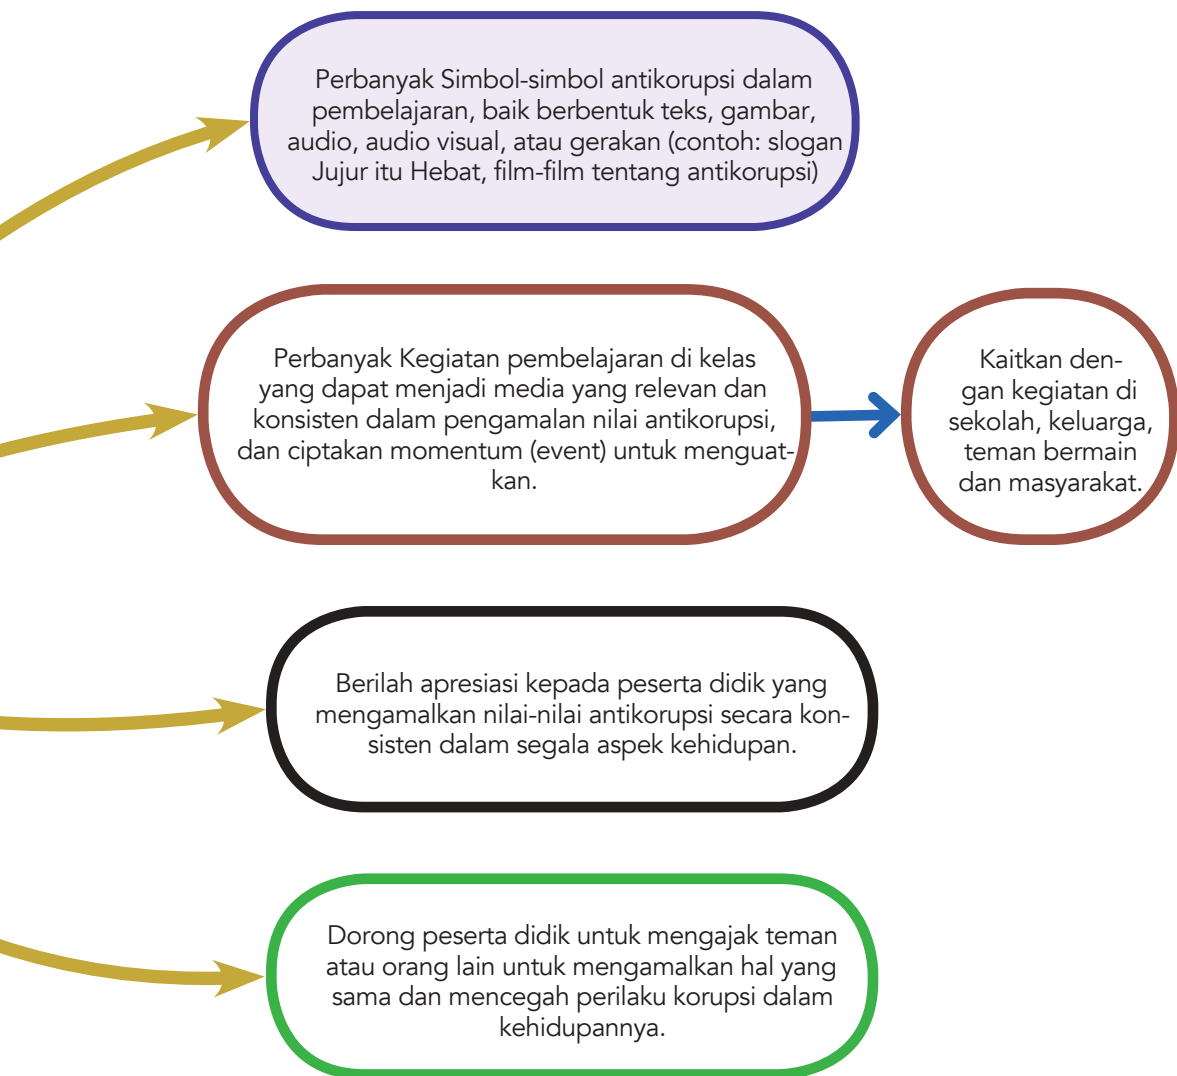 Perbanyak Simbol-simbol antikorupsi dalam
pembelajaran, baik berbentuk teks, gambar,
audio, audio visual, atau gerakan (contoh: slogan
Jujur itu Hebat, film-film tentang antikorupsi)
Perbanyak Kegiatan pembelajaran di kelas
yang dapat menjadi media yang relevan dan
konsisten dalam pengamalan nilai antikorupsi,
dan ciptakan momentum (event) untuk menguat-
kan.
Kaitkan den-
gan kegiatan di
sekolah, keluarga,
teman bermain
dan masyarakat.
Berilah apresiasi kepada peserta didik yang
mengamalkan nilai-nilai antikorupsi secara kon-
sisten dalam segala aspek kehidupan.
Dorong peserta didik untuk mengajak teman
atau orang lain untuk mengamalkan hal yang
sama dan mencegah perilaku korupsi dalam
kehidupannya.